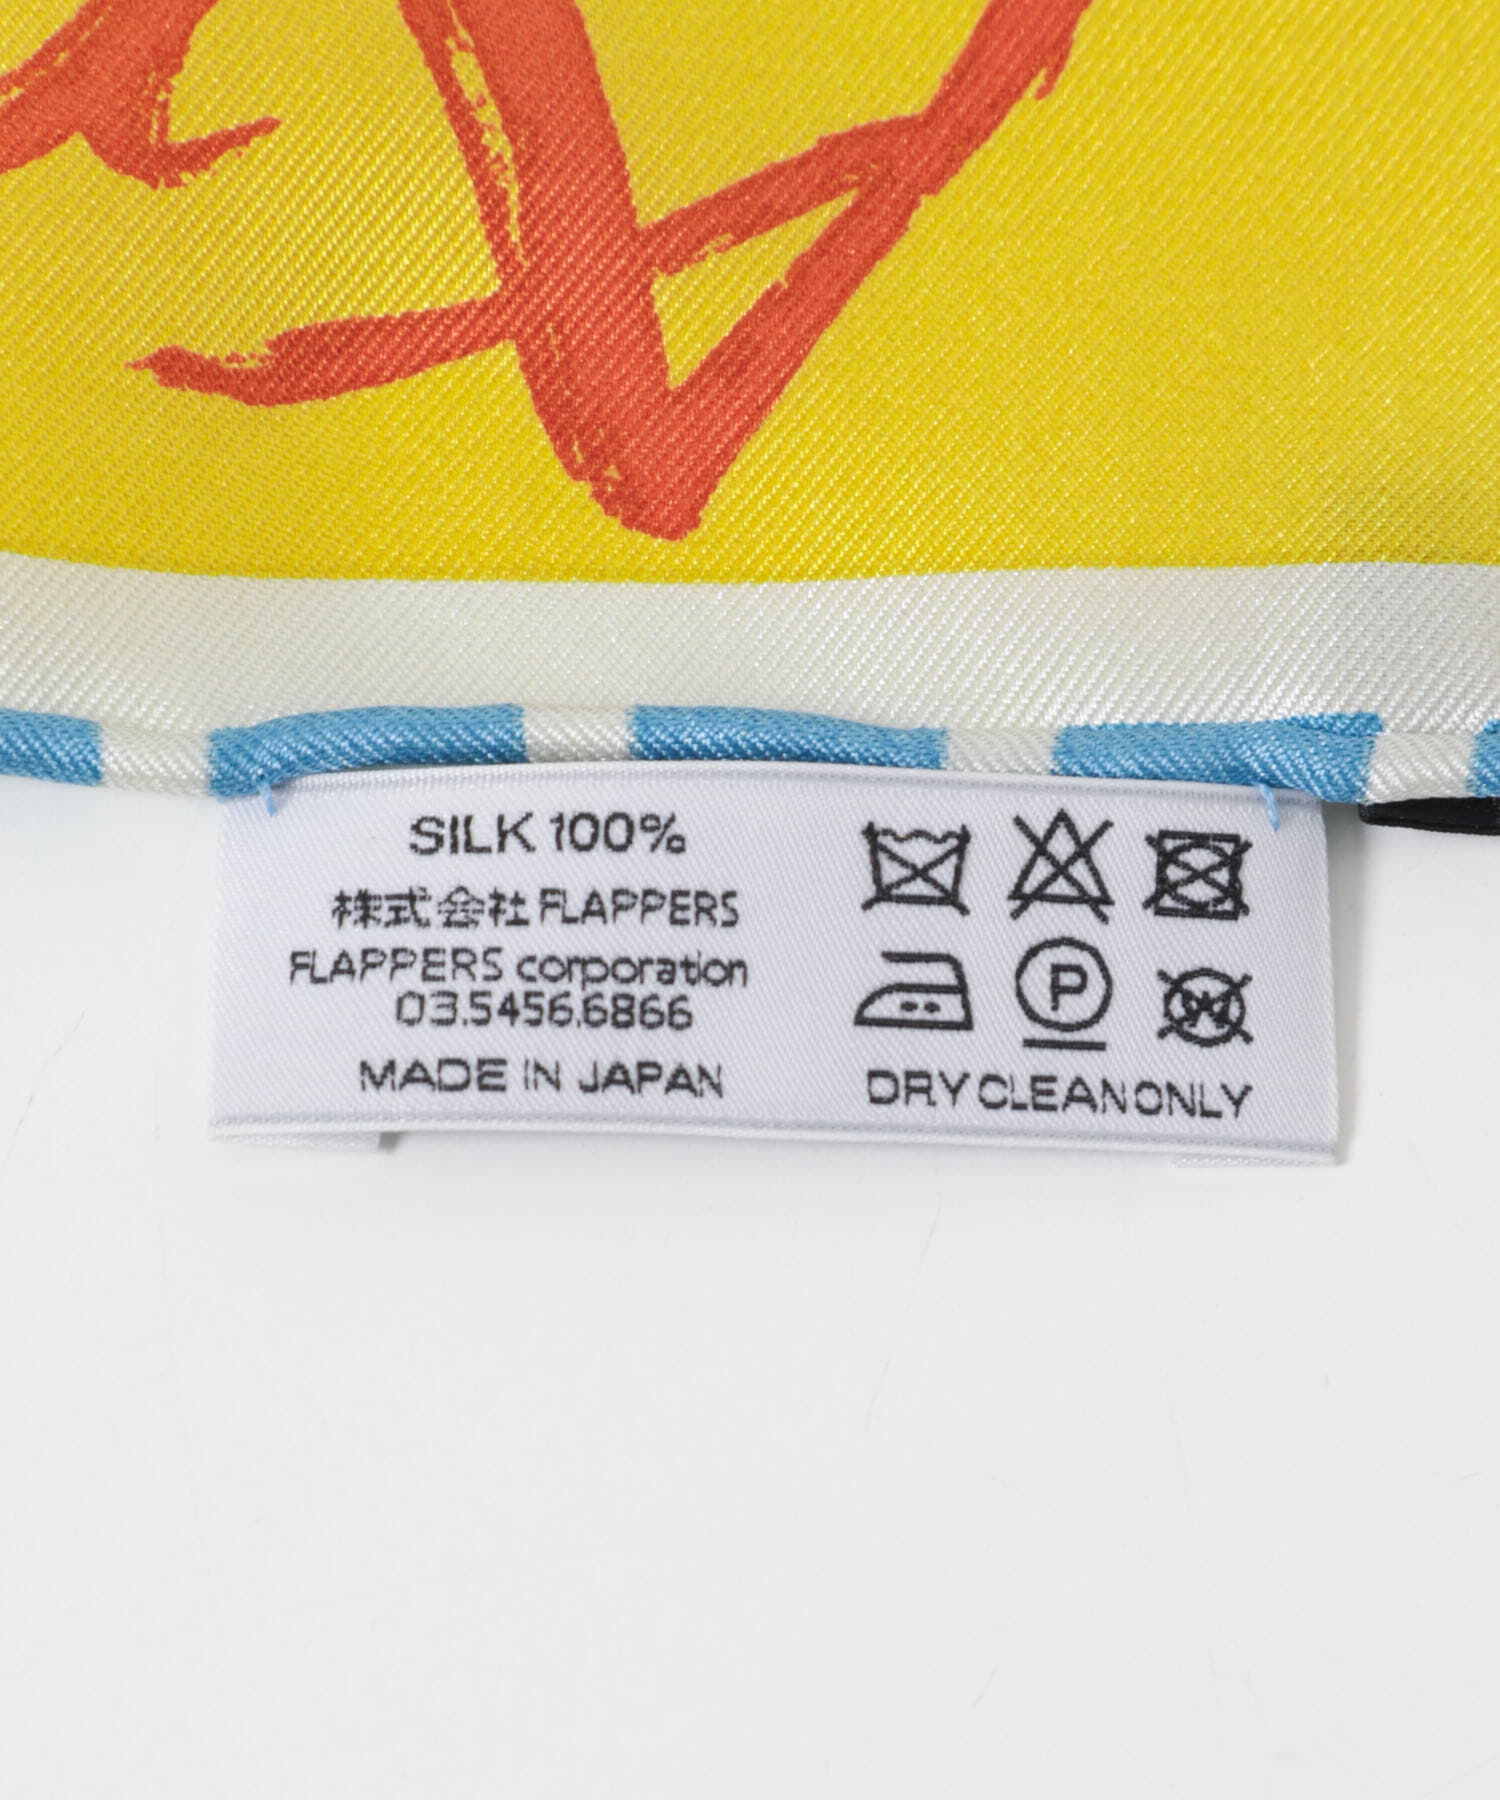 SILK 100%
株式会社 FLAPPERS
FLAPPERS corporation
03.5456.6866
MADE IN JAPAN
P
W
DRY CLEAN ONLY